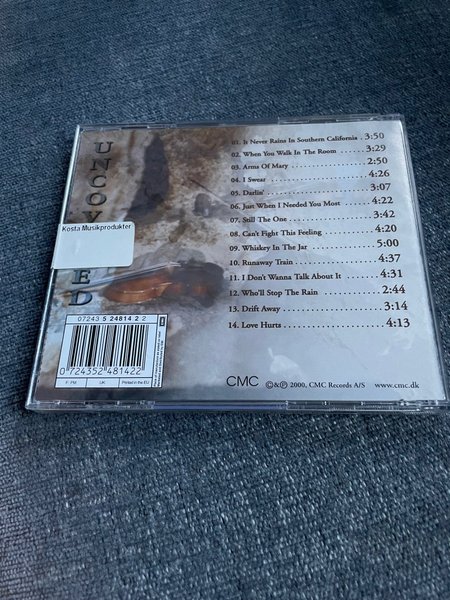 UNCOV ED
Kosta Musikprodukter
01. It Never Rains In Southern California . 3:50
02. When You Walk In The Room . . . . 3:29
03. Arms Of Mary . . . . . . . . . . . . . . . 2:50
04. I Swear . . . . . . . . . . . . . . . . . . . . . 4:26
05. Darlin' . . . . . . . . . . . . . . . . . . . . . 3:07
06. Just When I Needed You Most . . . . 4:22
07. Still The One . . . . . . . . . . . . . . . . 3:42
08. Can't Fight This Feeling . . . . . . . . . 4:20
09. Whiskey In The Jar . . . . . . . . . . . . 5:00
10. Runaway Train . . . . . . . . . . . . . . . 4:37
11. I Don't Wanna Talk About It . . . . . . 4:31
12. Who'll Stop The Rain . . . . . . . . . . . 2:44
13. Drift Away . . . . . . . . . . . . . . . . . . 3:14
14. Love Hurts . . . . . . . . . . . . . . . . . . 4:13
07243 5 24814 2 2
0 724352 481422
F: PM
UK
Printed in the EU
CMC ©&℗ 2000, CMC Records A/S www.cmc.dk